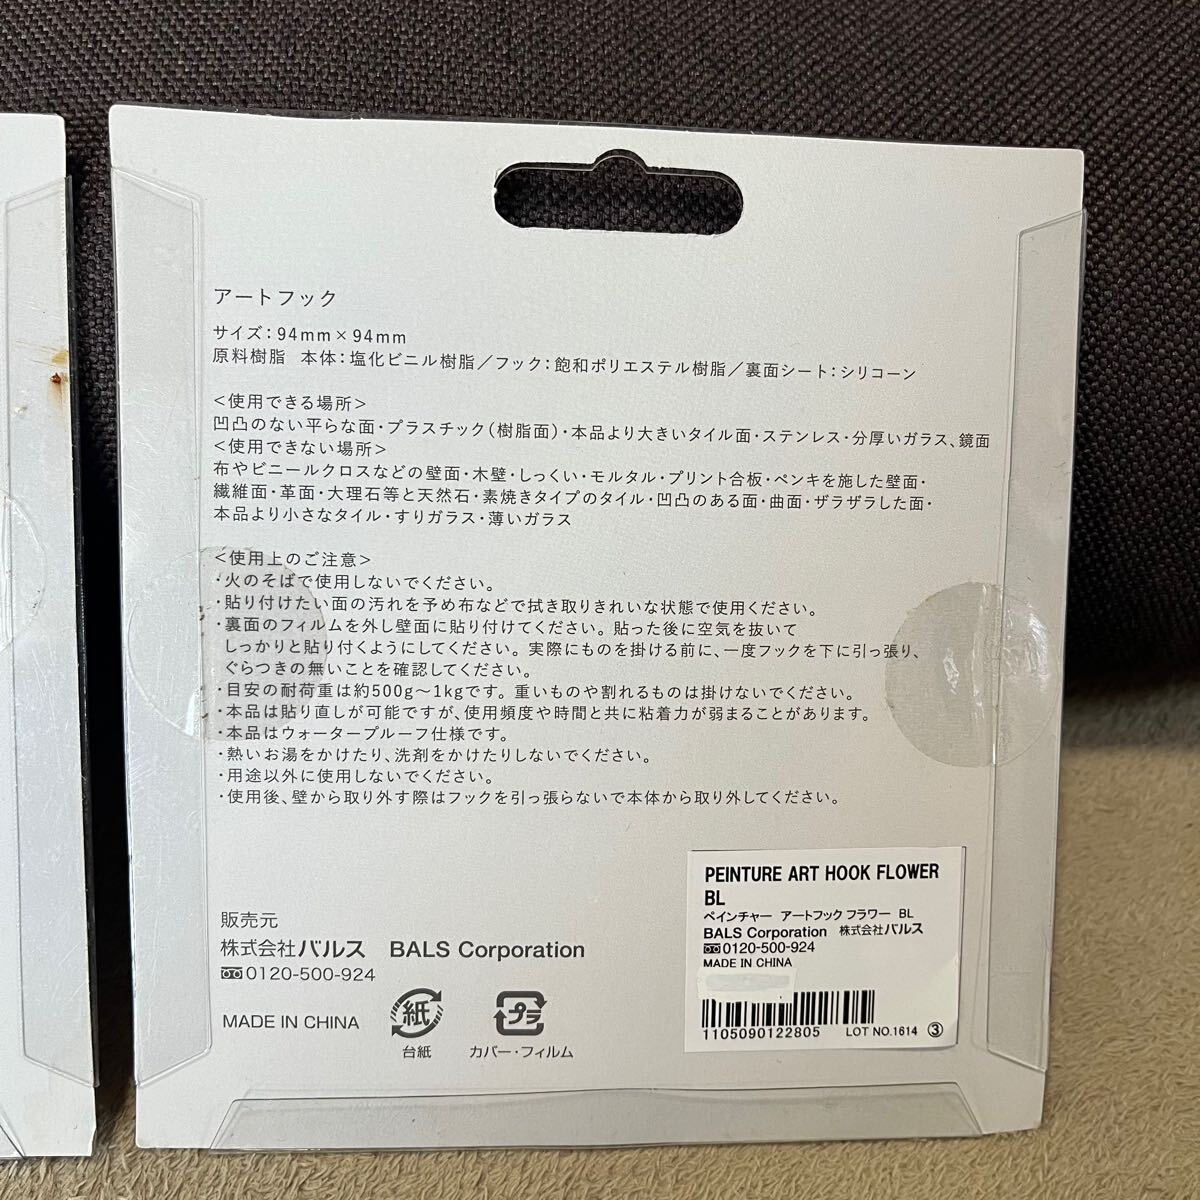 アートフック
サイズ：94mm×94mm
原料樹脂　本体：塩化ビニル樹脂／フック：飽和ポリエステル樹脂／裏面シート：シリコーン
＜使用できる場所＞
凹凸のない平らな面・プラスチック（樹脂面）・本品より大きいタイル面・ステンレス・分厚いガラス、鏡面
＜使用できない場所＞
布やビニールクロスなどの壁面・木壁・しっくい・モルタル・プリント合板・ペンキを施した壁面・
繊維面・革面・大理石等と天然石・素焼きタイプのタイル・凹凸のある面・曲面・ザラザラした面・
本品より小さなタイル・すりガラス・薄いガラス
＜使用上のご注意＞
・火のそばで使用しないでください。
・貼り付けたい面の汚れを予め布などで拭き取りきれいな状態で使用ください。
・裏面のフィルムを外し壁面に貼り付けてください。貼った後に空気を抜いて
しっかりと貼り付くようにしてください。実際にものを掛ける前に、一度フックを下に引っ張り、
ぐらつきの無いことを確認してください。
・目安の耐荷重は約500g～1kgです。重いものや割れるものは掛けないでください。
・本品は貼り直しが可能ですが、使用頻度や時間と共に粘着力が弱まることがあります。
・本品はウォータープルーフ仕様です。
・熱いお湯をかけたり、洗剤をかけたりしないでください。
・用途以外に使用しないでください。
・使用後、壁から取り外す際はフックを引っ張らないで本体から取り外してください。
販売元
株式会社バルス　BALS Corporation
0120-500-924
MADE IN CHINA
紙
台紙
プラ
カバー・フィルム
PEINTURE ART HOOK FLOWER
BL
ペインチャー　アートフック フラワー　BL
BALS Corporation　株式会社バルス
0120-500-924
MADE IN CHINA
1105090122805　LOT NO.1614　③